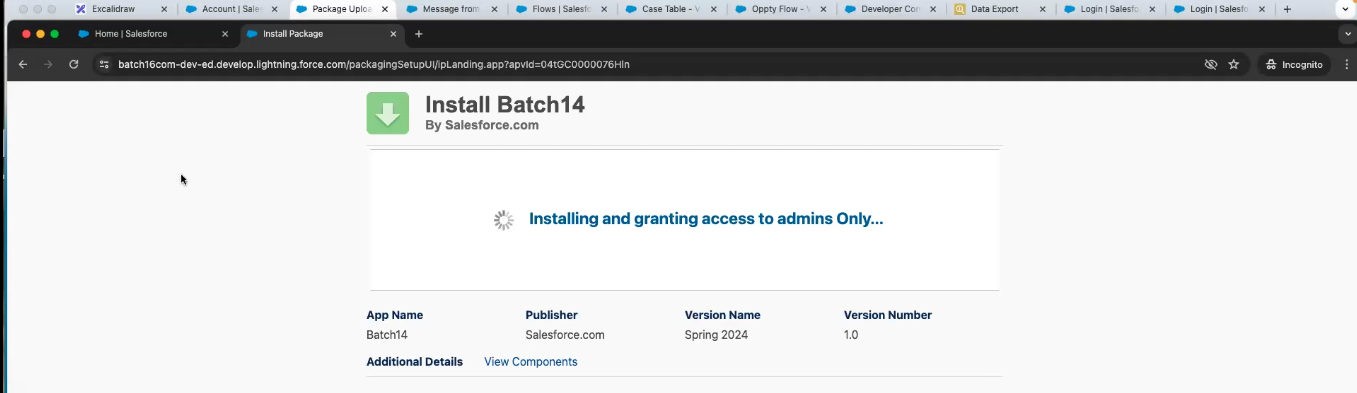 Excalidraw
Account | Sales
Package Uploa
Message from
Flows | Salesfo
Case Table - V
Oppty Flow - V
Developer Con
Data Export
Login | Salesfo
Login | Salesfo
Home | Salesforce
Install Package
batch16com-dev-ed.develop.lightning.force.com/packagingSetupUI/ipLanding.app?apvId=04tGC0000076HIn
Incognito
Install Batch14
By Salesforce.com
Installing and granting access to admins Only...
App Name Publisher Version Name Version Number
Batch14 Salesforce.com Spring 2024 1.0
Additional Details View Components